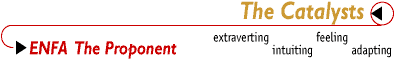 The Catalysts
ENFA The Proponent
extraverting feeling
intuiting adapting